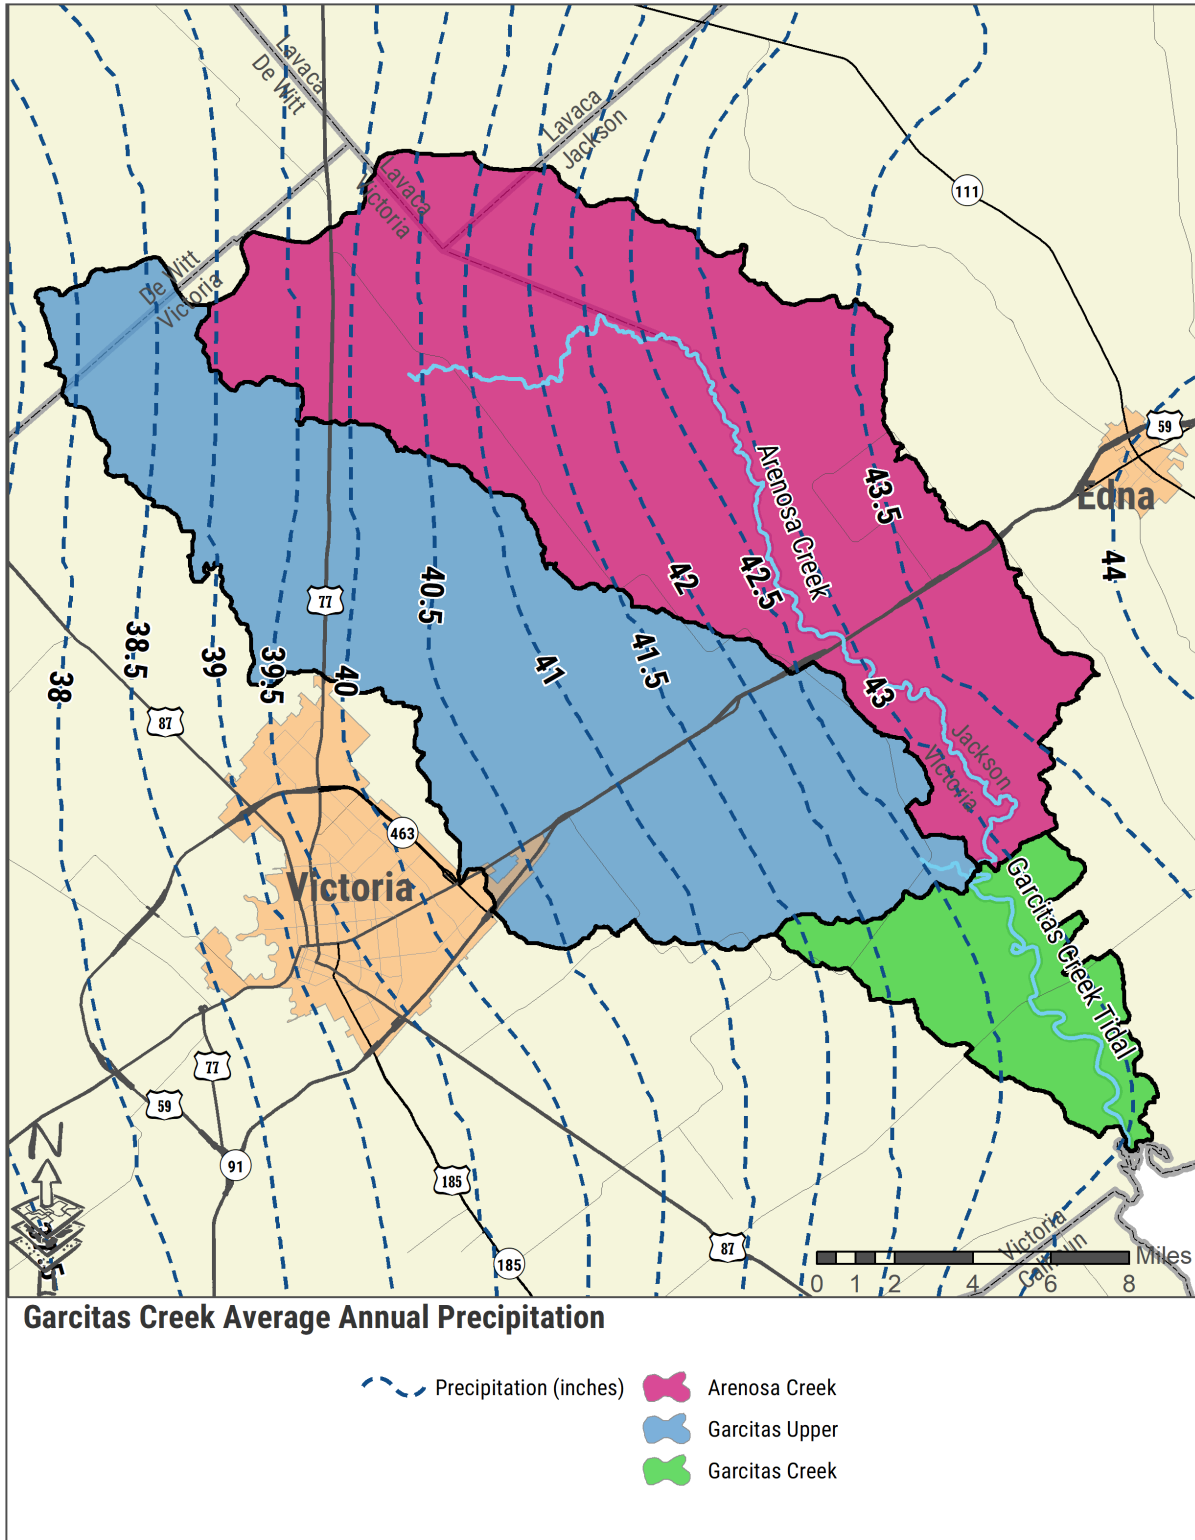 Lavaca
De Witt
Lavaca
Jackson
Lavaca
Victoria
111
De Witt
Victoria
59
Edna
Arenosa Creek
43.5
44
42
42.5
40.5
77
38.5
39
39.5
40
41
41.5
38
43
87
Jackson
Victoria
463
Victoria
Garcitas Creek Tidal
77
59
91
185
N
87
185
Victoria
Calhoun
0 1 2 4 6 8 Miles
Garcitas Creek Average Annual Precipitation
Precipitation (inches)
Arenosa Creek
Garcitas Upper
Garcitas Creek